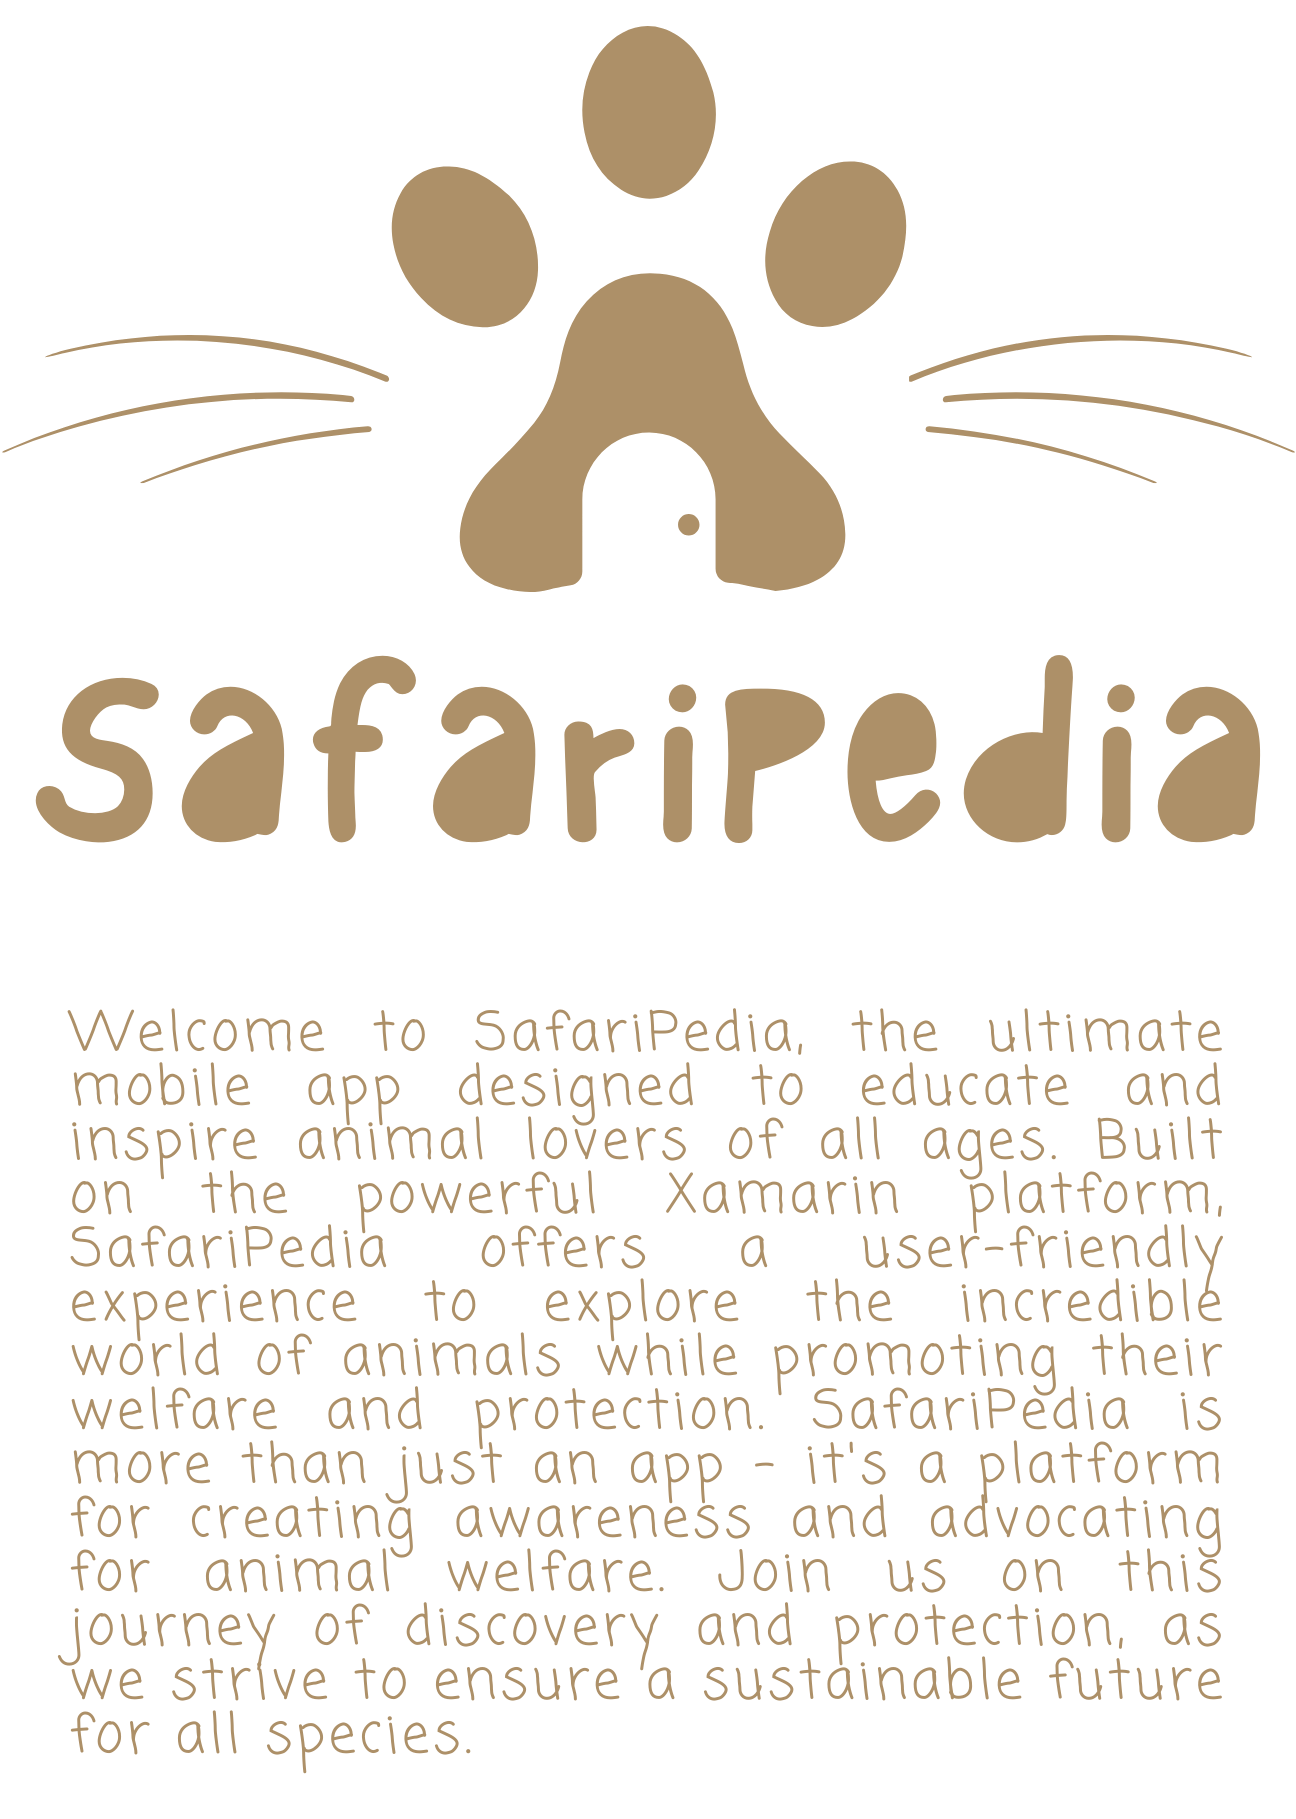 SafariPedia
Welcome to SafariPedia, the ultimate
mobile app designed to educate and
inspire animal lovers of all ages. Built
on the powerful Xamarin platform,
SafariPedia offers a user-friendly
experience to explore the incredible
world of animals while promoting their
welfare and protection. SafariPedia is
more than just an app - it's a platform
for creating awareness and advocating
for animal welfare. Join us on this
journey of discovery and protection, as
we strive to ensure a sustainable future
for all species.